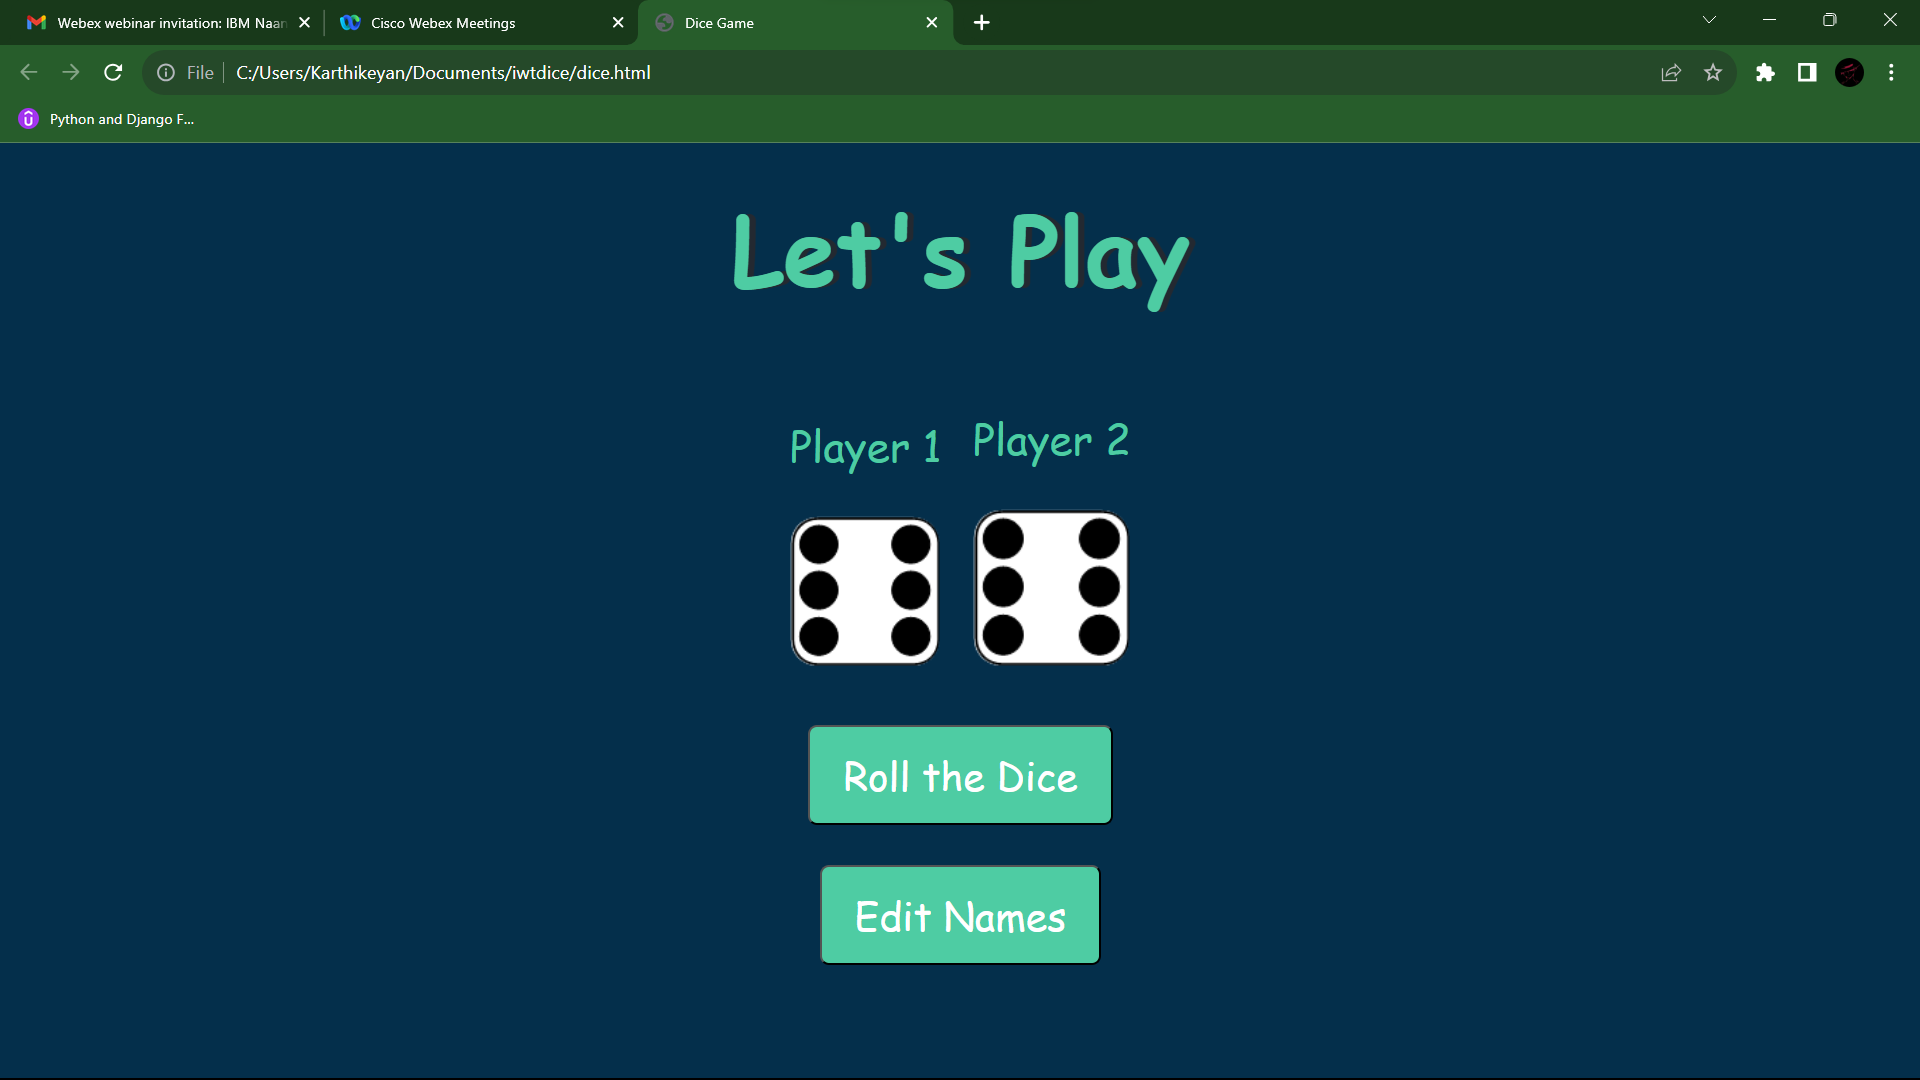 Webex webinar invitation: IBM Naan
Cisco Webex Meetings
Dice Game
File
C:/Users/Karthikeyan/Documents/iwtdice/dice.html
Python and Django F...
Let's Play
Player 1 Player 2
Roll the Dice
Edit Names